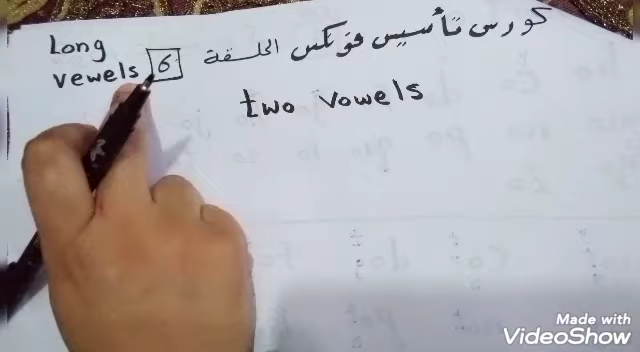 كورس تأسيس فونكس الحلقة 6
Long
vewels
two vowels
Made with
VideoShow